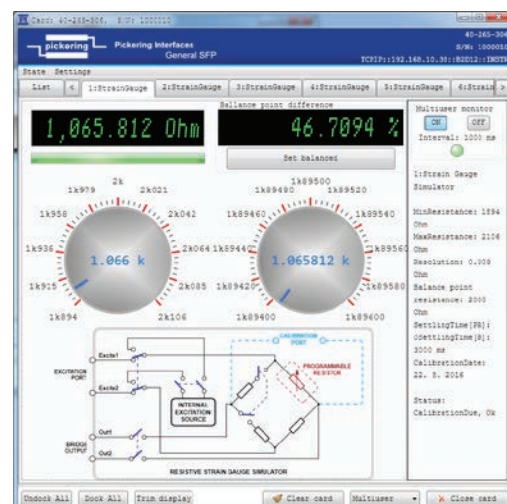 Card: 40-265-306, S/N: 1000010
40-265-306
pickering Pickering Interfaces
S/N: 1000010
General SFP
TCPIP::192.168.10.30::B2D12::INSTR
State Settings
List < 1:StrainGauge 2:StrainGauge 3:StrainGauge 4:StrainGauge 5:StrainGauge 6:Strain >
Ballance point difference
1,065.812 Ohm
46.7094 %
Set balanced
Multiuser monitor
ON OFF
Interval: 1000 ms
1:Strain Gauge
Simulator
MinResistance: 1894
Ohm
MaxResistance: 2106
Ohm
Resolution: 0.008
Ohm
Balance point
resistance: 2000
Ohm
3000 ms
CalibrationDate:
22. 8. 2016
Status:
CalibrationDue, Ok
2k
1k979 2k021
1k958 2k042
1k936 2k064
1k915 2k085
1k894 2k106
1.066 k
1k89500
1k89480 1k89520
1k89460 1k89540
1k89440 1k89560
1k89420 1k89580
1k89400 1k89600
1.065812 k
CALIBRATION
PORT
PROGRAMMABLE
RESISTOR
Excite1
EXCITATION
PORT
Excite2
INTERNAL
EXCITATION
SOURCE
Out1
BRIDGE
OUTPUT
Out2
RESISTIVE STRAIN GAUGE SIMULATOR
Undock All Dock All Trim display Clear card Multiuser Close card